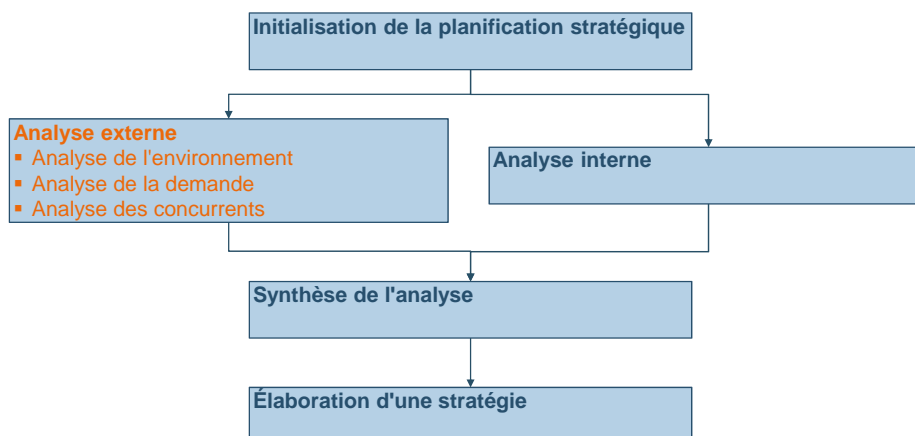 Initialisation de la planification stratégique
Analyse externe
▪ Analyse de l'environnement
▪ Analyse de la demande
▪ Analyse des concurrents
Analyse interne
Synthèse de l'analyse
Élaboration d'une stratégie